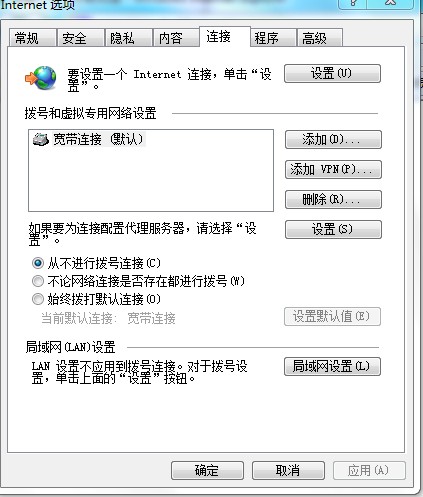 Internet 选项
常规 安全 隐私 内容 连接 程序 高级
要设置一个 Internet 连接，单击“设
置”。
设置(U)
拨号和虚拟专用网络设置
宽带连接 (默认)
添加(D)...
添加 VPN(P)...
删除(R)...
如果要为连接配置代理服务器，请选择“设
置”。
设置(S)
从不进行拨号连接(C)
不论网络连接是否存在都进行拨号(W)
始终拨打默认连接(O)
当前默认连接: 宽带连接
设置默认值(E)
局域网(LAN)设置
LAN 设置不应用到拨号连接。对于拨号设
置，单击上面的“设置”按钮。
局域网设置(L)
确定 取消 应用(A)